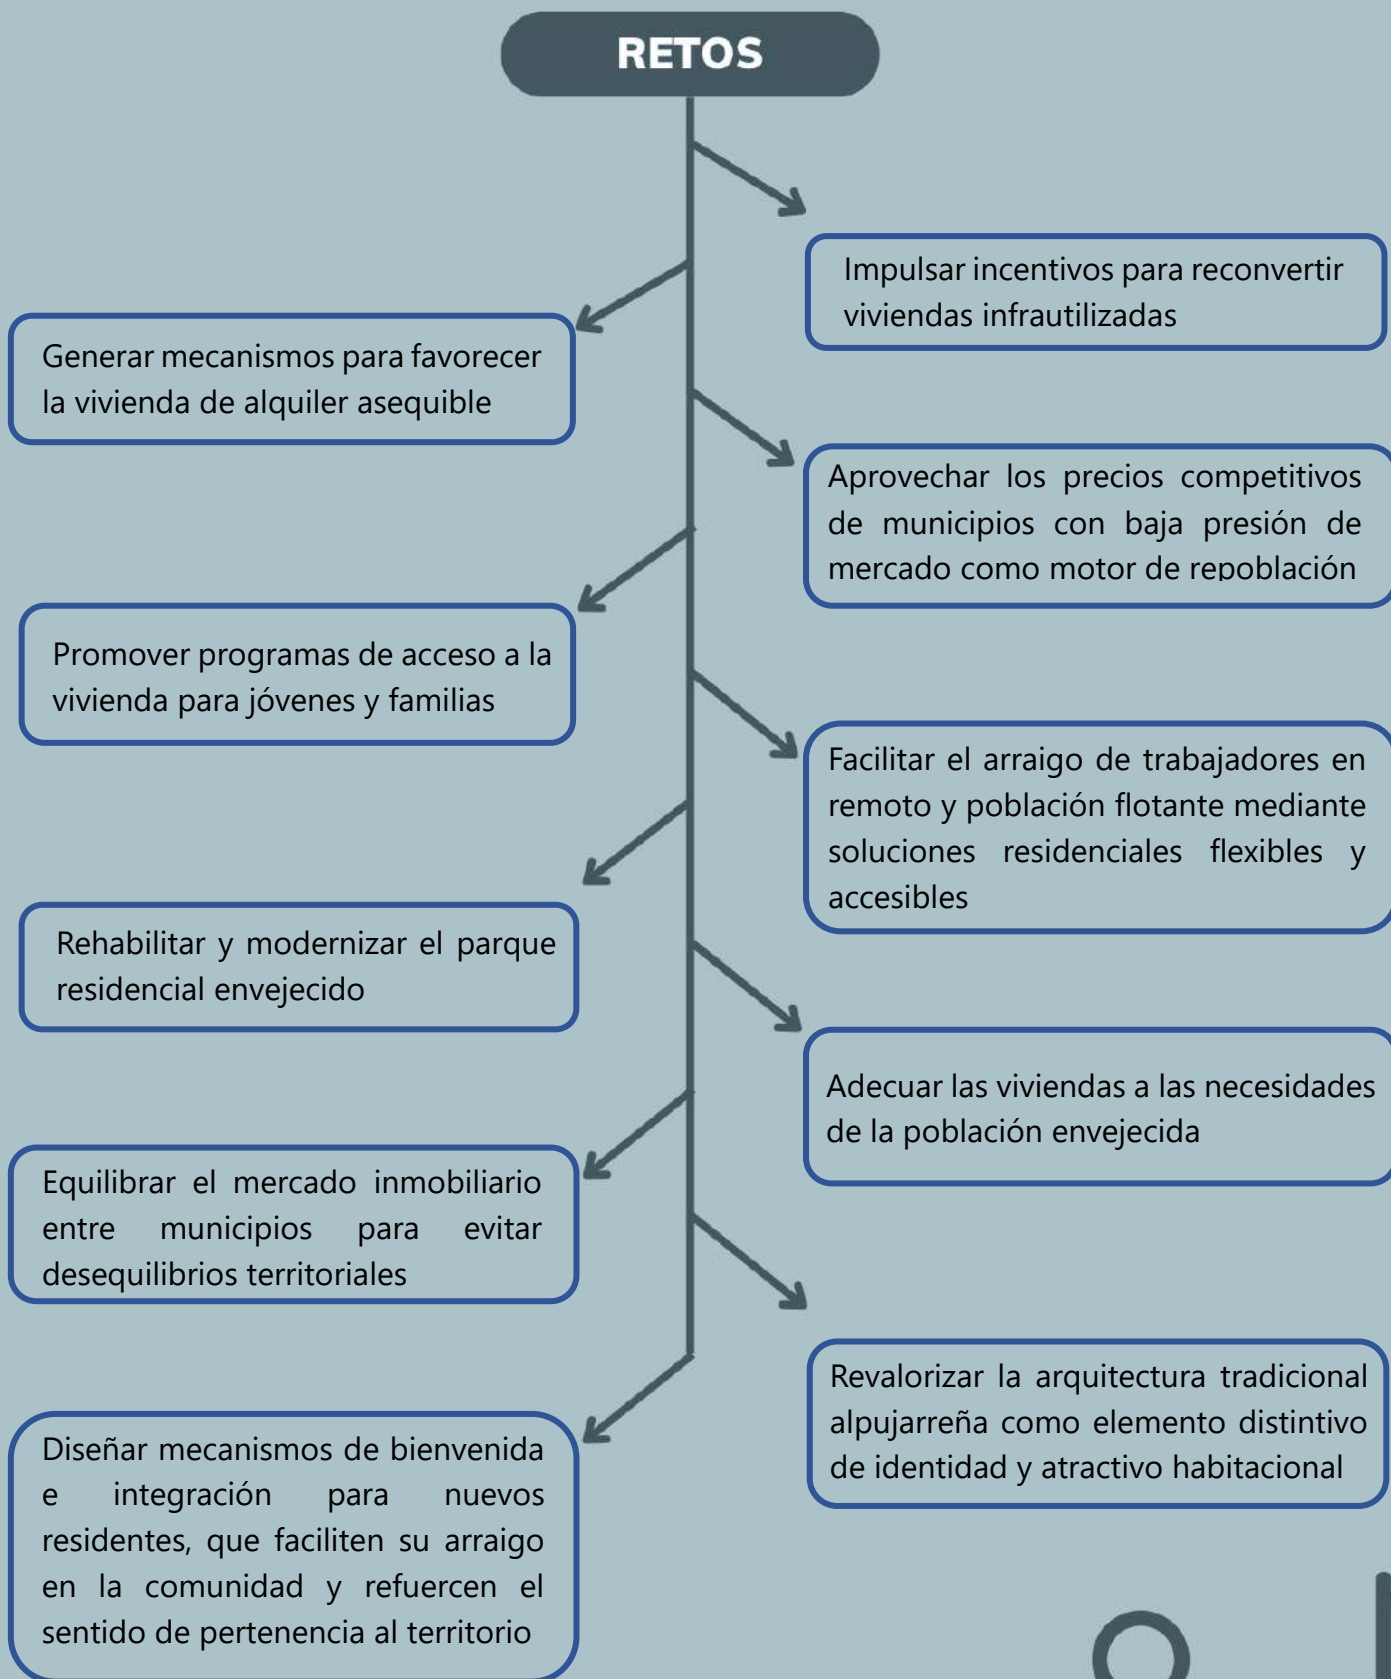 RETOS
Impulsar incentivos para reconvertir
viviendas infrautilizadas
Generar mecanismos para favorecer
la vivienda de alquiler asequible
Aprovechar los precios competitivos
de municipios con baja presión de
mercado como motor de repoblación
Promover programas de acceso a la
vivienda para jóvenes y familias
Facilitar el arraigo de trabajadores en
remoto y población flotante mediante
soluciones residenciales flexibles y
accesibles
Rehabilitar y modernizar el parque
residencial envejecido
Adecuar las viviendas a las necesidades
de la población envejecida
Equilibrar el mercado inmobiliario
entre municipios para evitar
desequilibrios territoriales
Revalorizar la arquitectura tradicional
alpujarreña como elemento distintivo
de identidad y atractivo habitacional
Diseñar mecanismos de bienvenida
e integración para nuevos
residentes, que faciliten su arraigo
en la comunidad y refuercen el
sentido de pertenencia al territorio